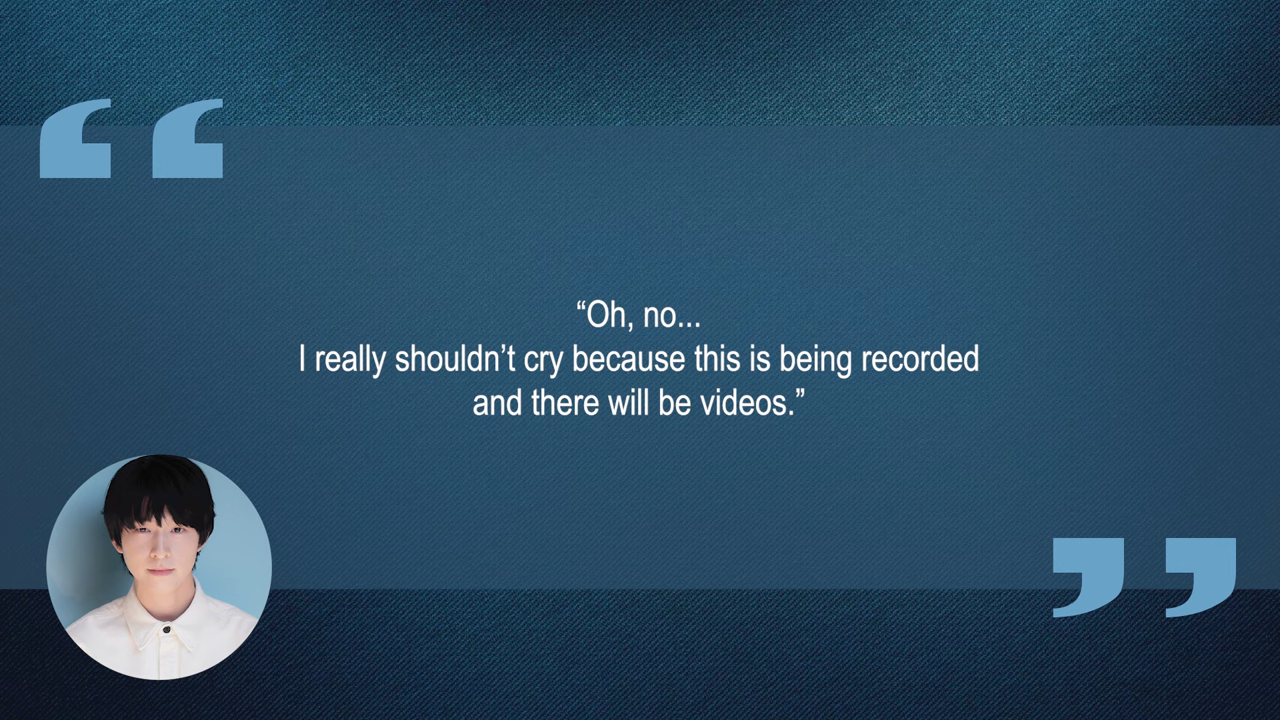 “Oh, no...
I really shouldn’t cry because this is being recorded
and there will be videos.”